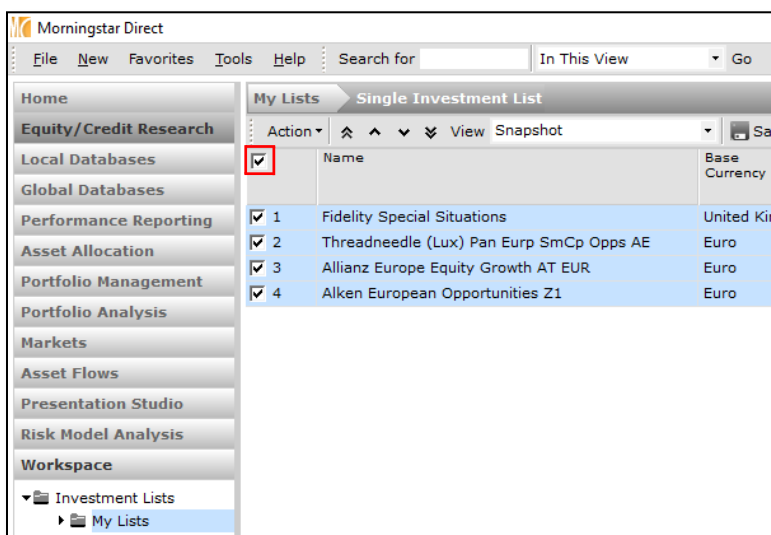 Morningstar Direct
File New Favorites Tools Help Search for In This View Go
Home
Equity/Credit Research
Local Databases
Global Databases
Performance Reporting
Asset Allocation
Portfolio Management
Portfolio Analysis
Markets
Asset Flows
Presentation Studio
Risk Model Analysis
Workspace
Investment Lists
My Lists
My Lists Single Investment List
Action View Snapshot Sa
Name Base Currency
1 Fidelity Special Situations United Ki
2 Threadneedle (Lux) Pan Eurp SmCp Opps AE Euro
3 Allianz Europe Equity Growth AT EUR Euro
4 Alken European Opportunities Z1 Euro